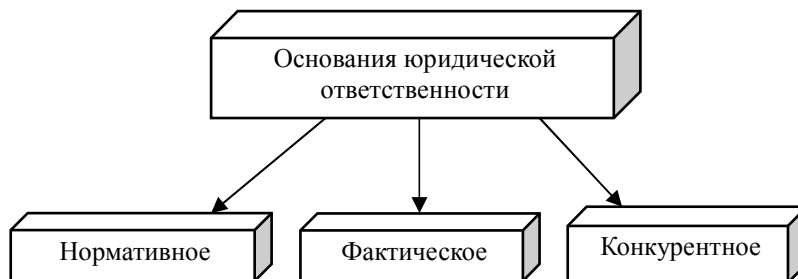 Основания юридической
ответственности
Нормативное
Фактическое
Конкурентное